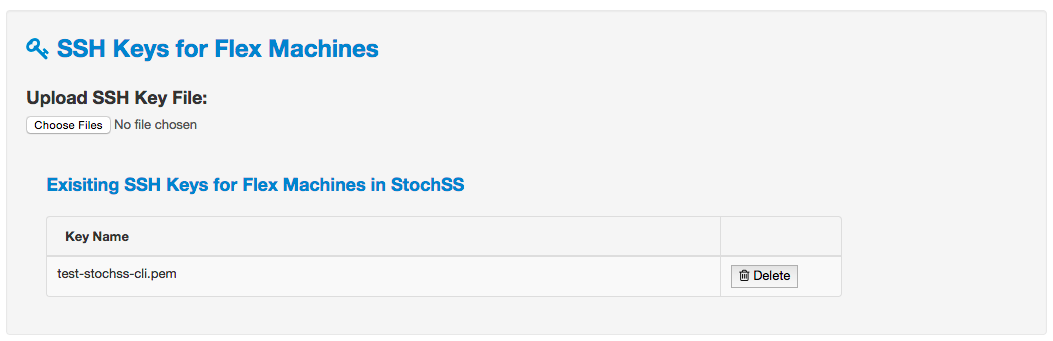 SSH Keys for Flex Machines
Upload SSH Key File:
Choose Files No file chosen
Exisiting SSH Keys for Flex Machines in StochSS
Key Name
test-stochss-cli.pem Delete